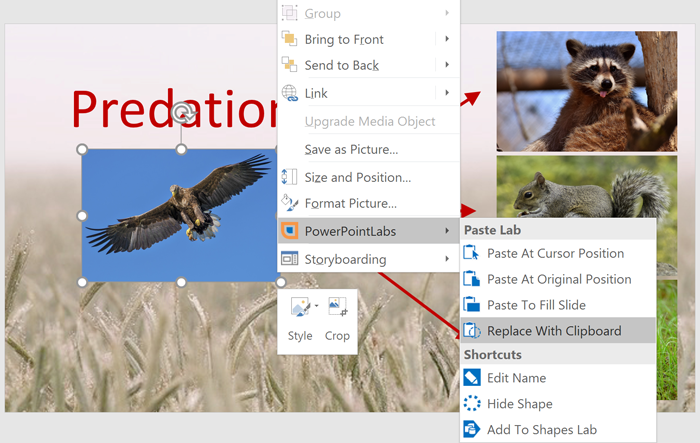 Predation
Group
Bring to Front
Send to Back
Link
Upgrade Media Object
Save as Picture...
Size and Position...
Format Picture...
PowerPointLabs
Storyboarding
Style
Crop
Paste Lab
Paste At Cursor Position
Paste At Original Position
Paste To Fill Slide
Replace With Clipboard
Shortcuts
Edit Name
Hide Shape
Add To Shapes Lab